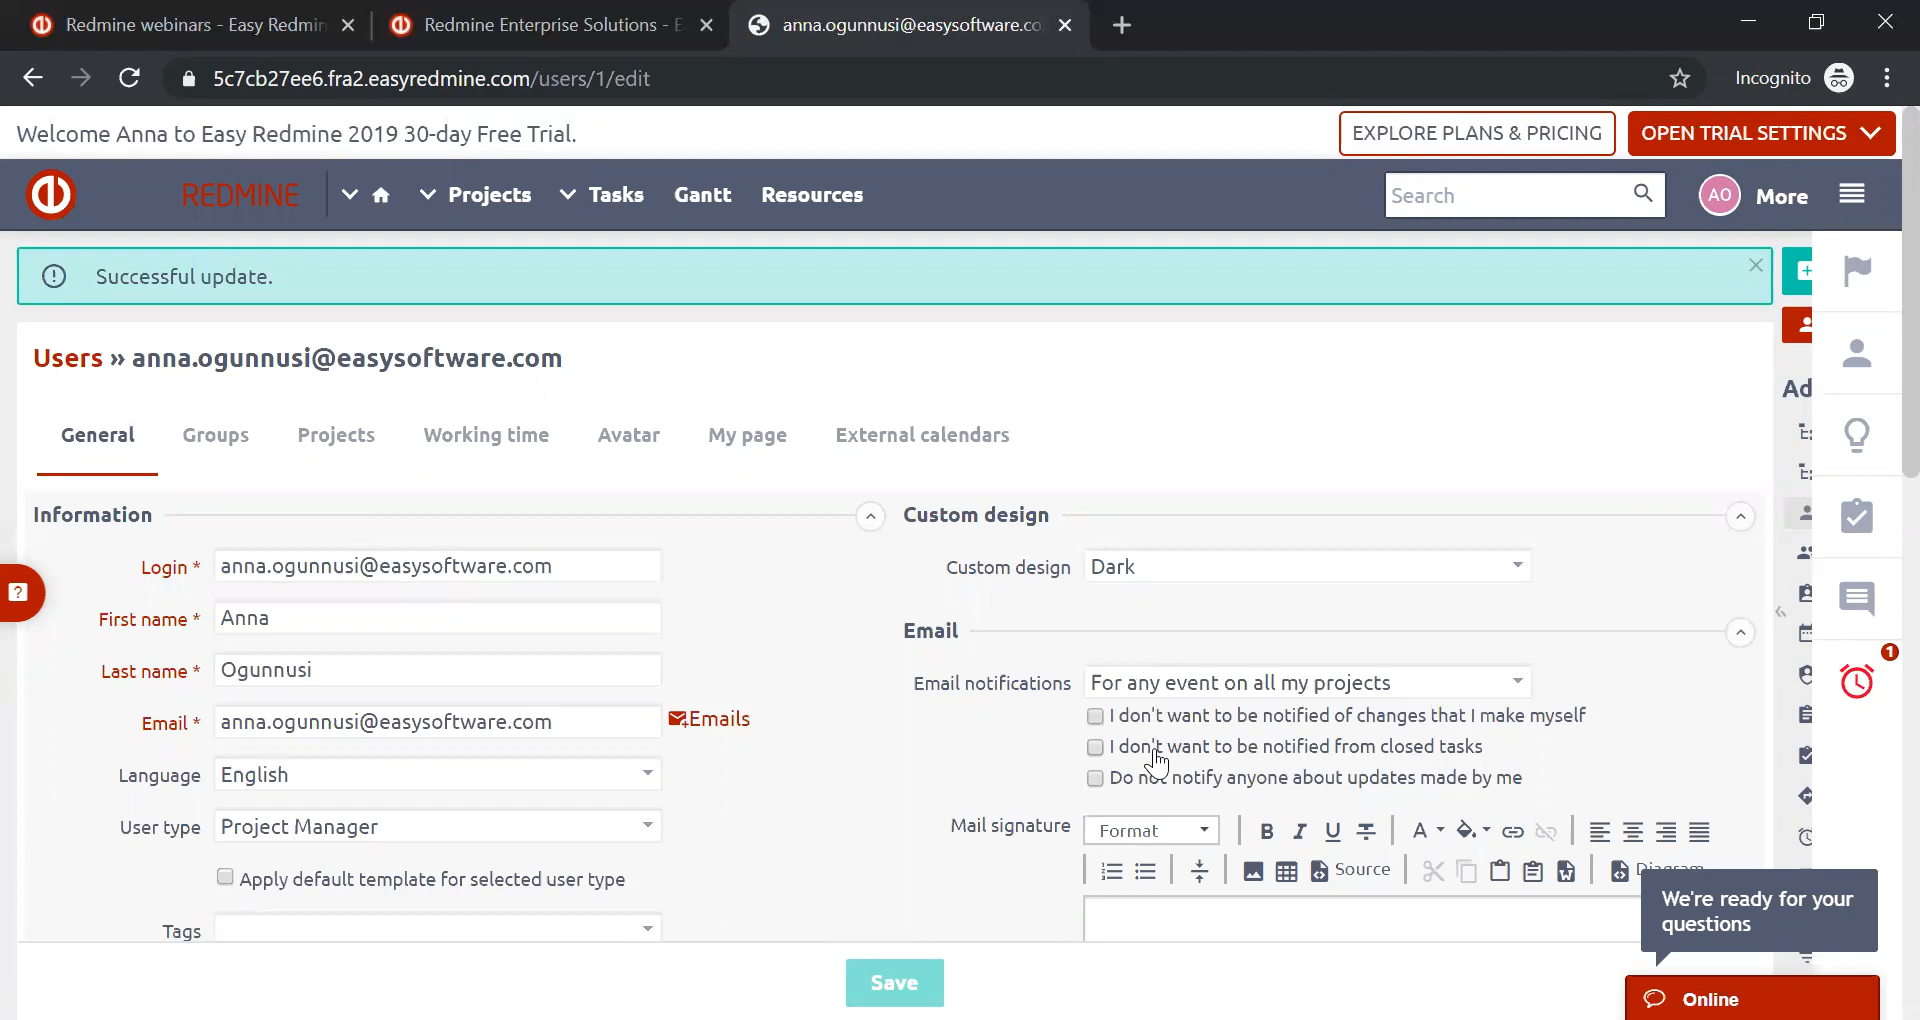 Redmine webinars - Easy Redmin
Redmine Enterprise Solutions - E
anna.ogunnusi@easysoftware.co
5c7cb27ee6.fra2.easyredmine.com/users/1/edit
Incognito
Welcome Anna to Easy Redmine 2019 30-day Free Trial.
EXPLORE PLANS & PRICING
OPEN TRIAL SETTINGS
REDMINE
Projects
Tasks
Gantt
Resources
Search
AO
More
Successful update.
Users » anna.ogunnusi@easysoftware.com
Ad
General
Groups
Projects
Working time
Avatar
My page
External calendars
Information
Login * anna.ogunnusi@easysoftware.com
First name * Anna
Last name * Ogunnusi
Email * anna.ogunnusi@easysoftware.com Emails
Language English
User type Project Manager
Apply default template for selected user type
Tags
Custom design
Custom design Dark
Email
Email notifications For any event on all my projects
I don't want to be notified of changes that I make myself
I don't want to be notified from closed tasks
Do not notify anyone about updates made by me
Mail signature Format B I U S A
Source
Diagram
1
We're ready for your
questions
Save
Online